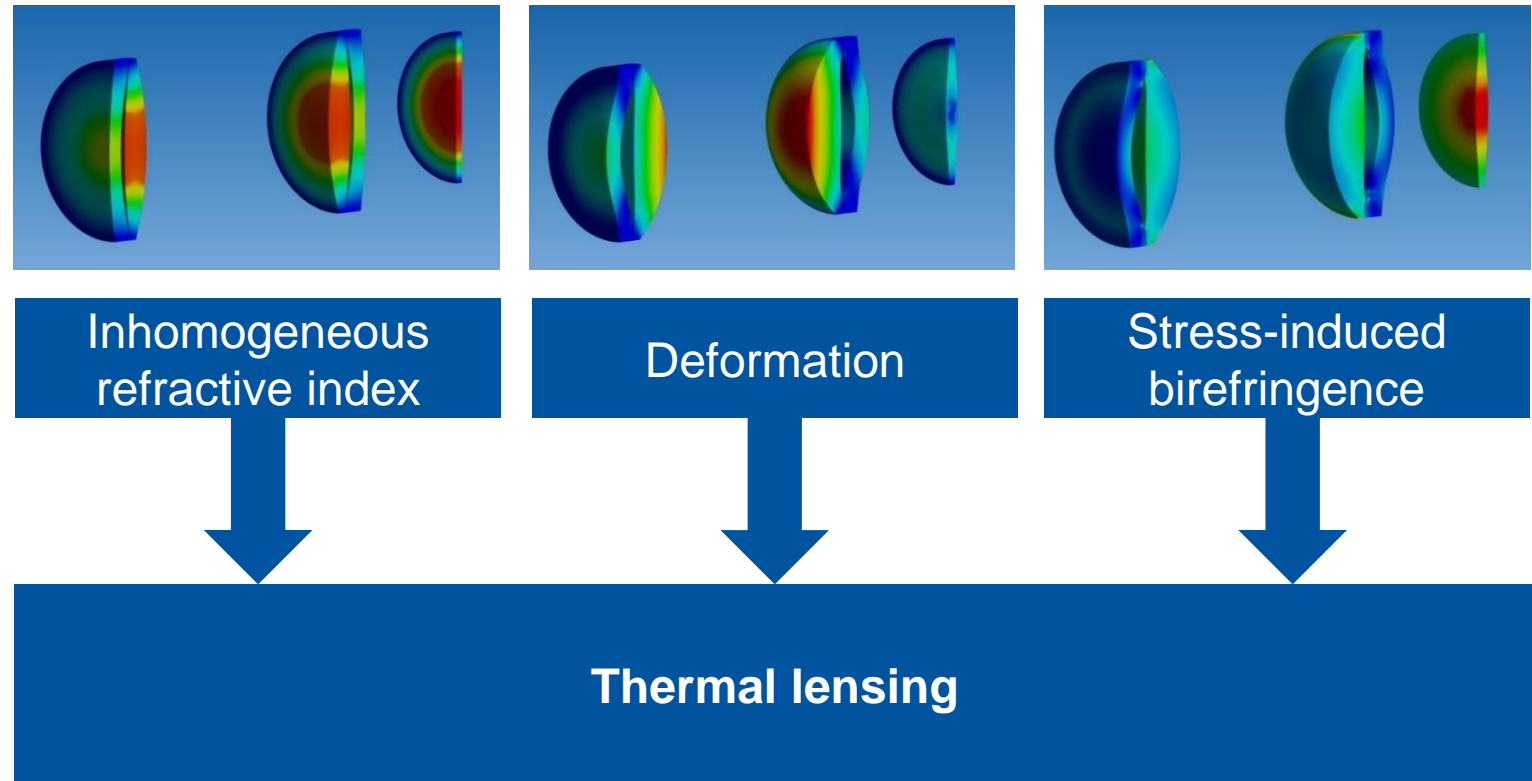 Inhomogeneous
refractive index
Deformation
Stress-induced
birefringence
Thermal lensing